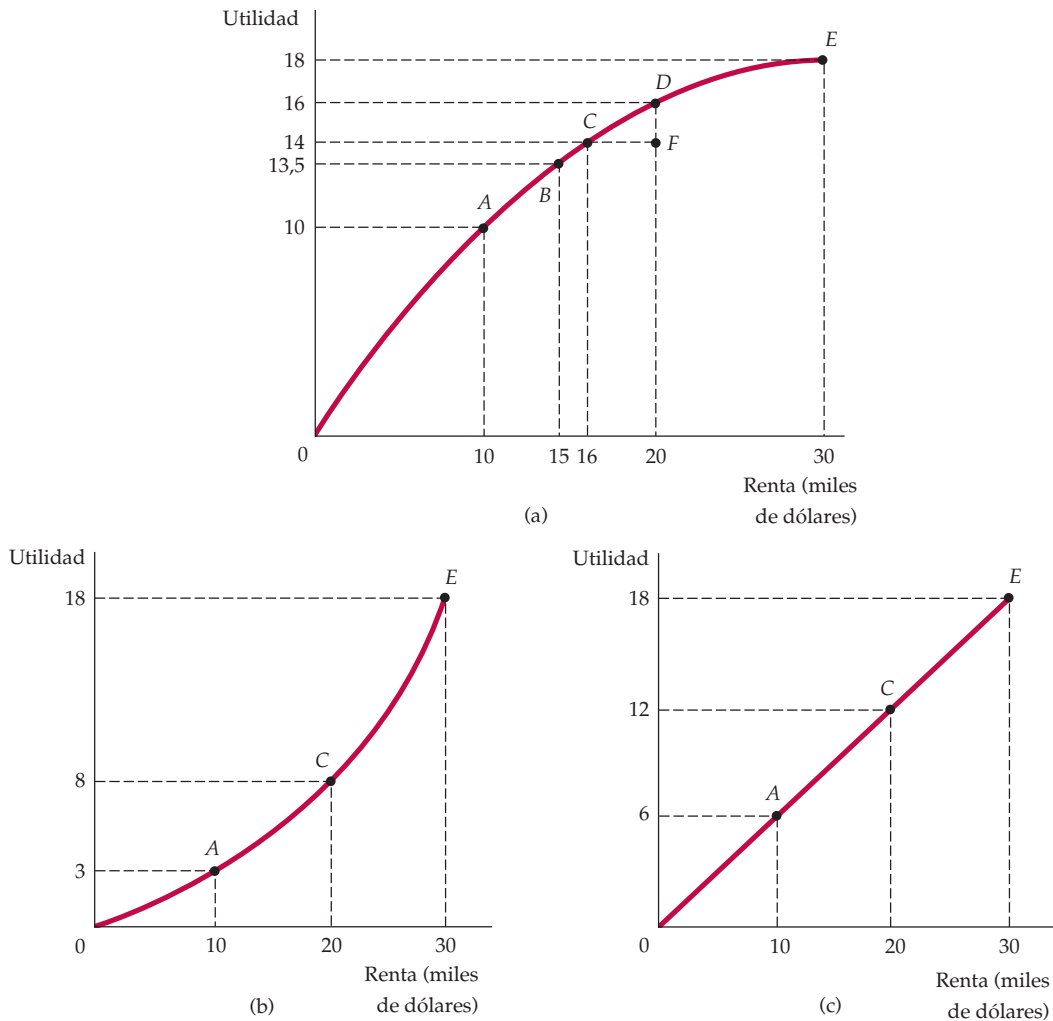 Utilidad
E
18
D
16
C
14
F
13,5
B
A
10
0
10
15
16
20
30
Renta (miles
de dólares)
(a)
Utilidad
E
18
C
8
A
3
0
10
20
30
Renta (miles
de dólares)
(b)
Utilidad
E
18
C
12
A
6
0
10
20
30
Renta (miles
de dólares)
(c)